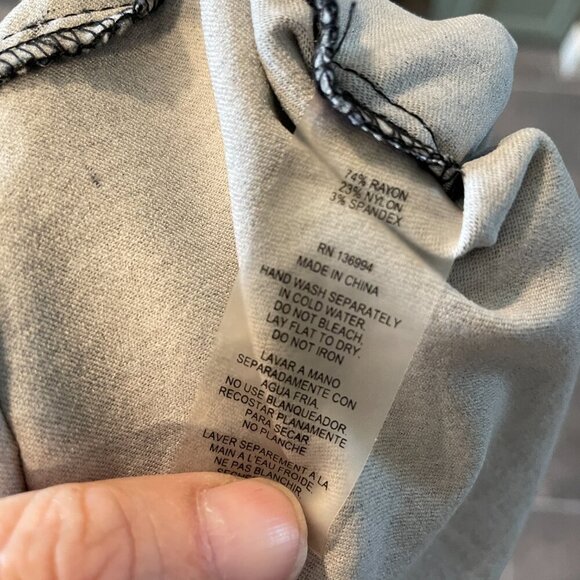 74% RAYON
23% NYLON
3% SPANDEX
RN 136994
MADE IN CHINA
HAND WASH SEPARATELY
IN COLD WATER
DO NOT BLEACH.
LAY FLAT TO DRY.
DO NOT IRON
LAVAR A MANO
SEPARADAMENTE CON
AGUA FRIA.
NO USE BLANQUEADOR
RECOSTAR PLANAMENTE
PARA SECAR
NO PLANCHE
LAVER SEPAREMENT A LA
MAIN A L'EAU FROIDE.
NE PAS BLANCHIR